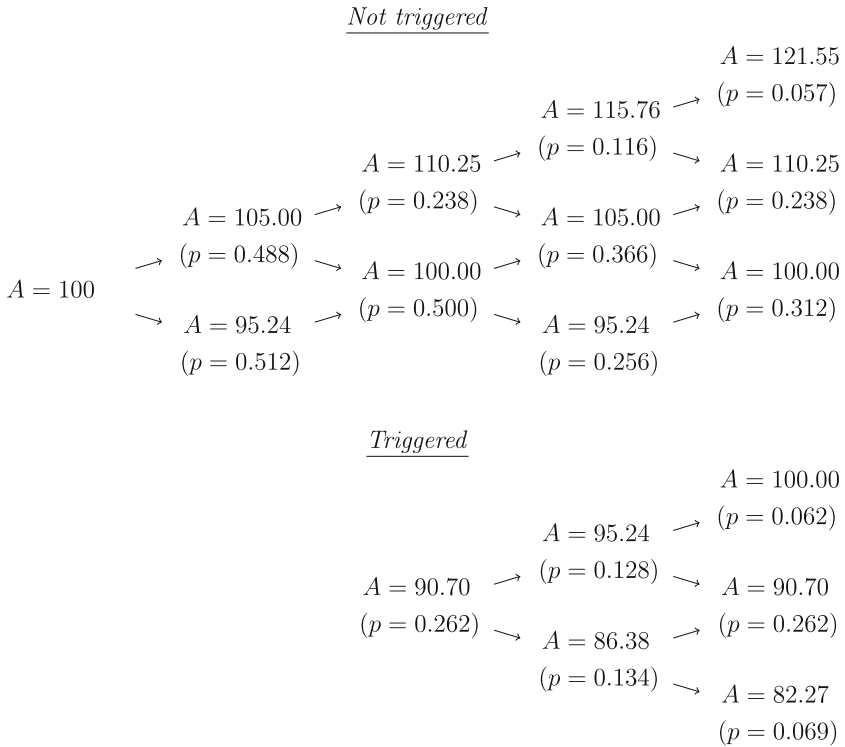 Not triggered
A = 121.55
(p = 0.057)
A = 115.76
(p = 0.116)
A = 110.25
(p = 0.238)
A = 110.25
(p = 0.238)
A = 105.00
(p = 0.488)
A = 105.00
(p = 0.366)
A = 100.00
(p = 0.500)
A = 100.00
(p = 0.312)
A = 100
A = 95.24
(p = 0.512)
A = 95.24
(p = 0.256)
Triggered
A = 100.00
(p = 0.062)
A = 95.24
(p = 0.128)
A = 90.70
(p = 0.262)
A = 90.70
(p = 0.262)
A = 86.38
(p = 0.134)
A = 82.27
(p = 0.069)